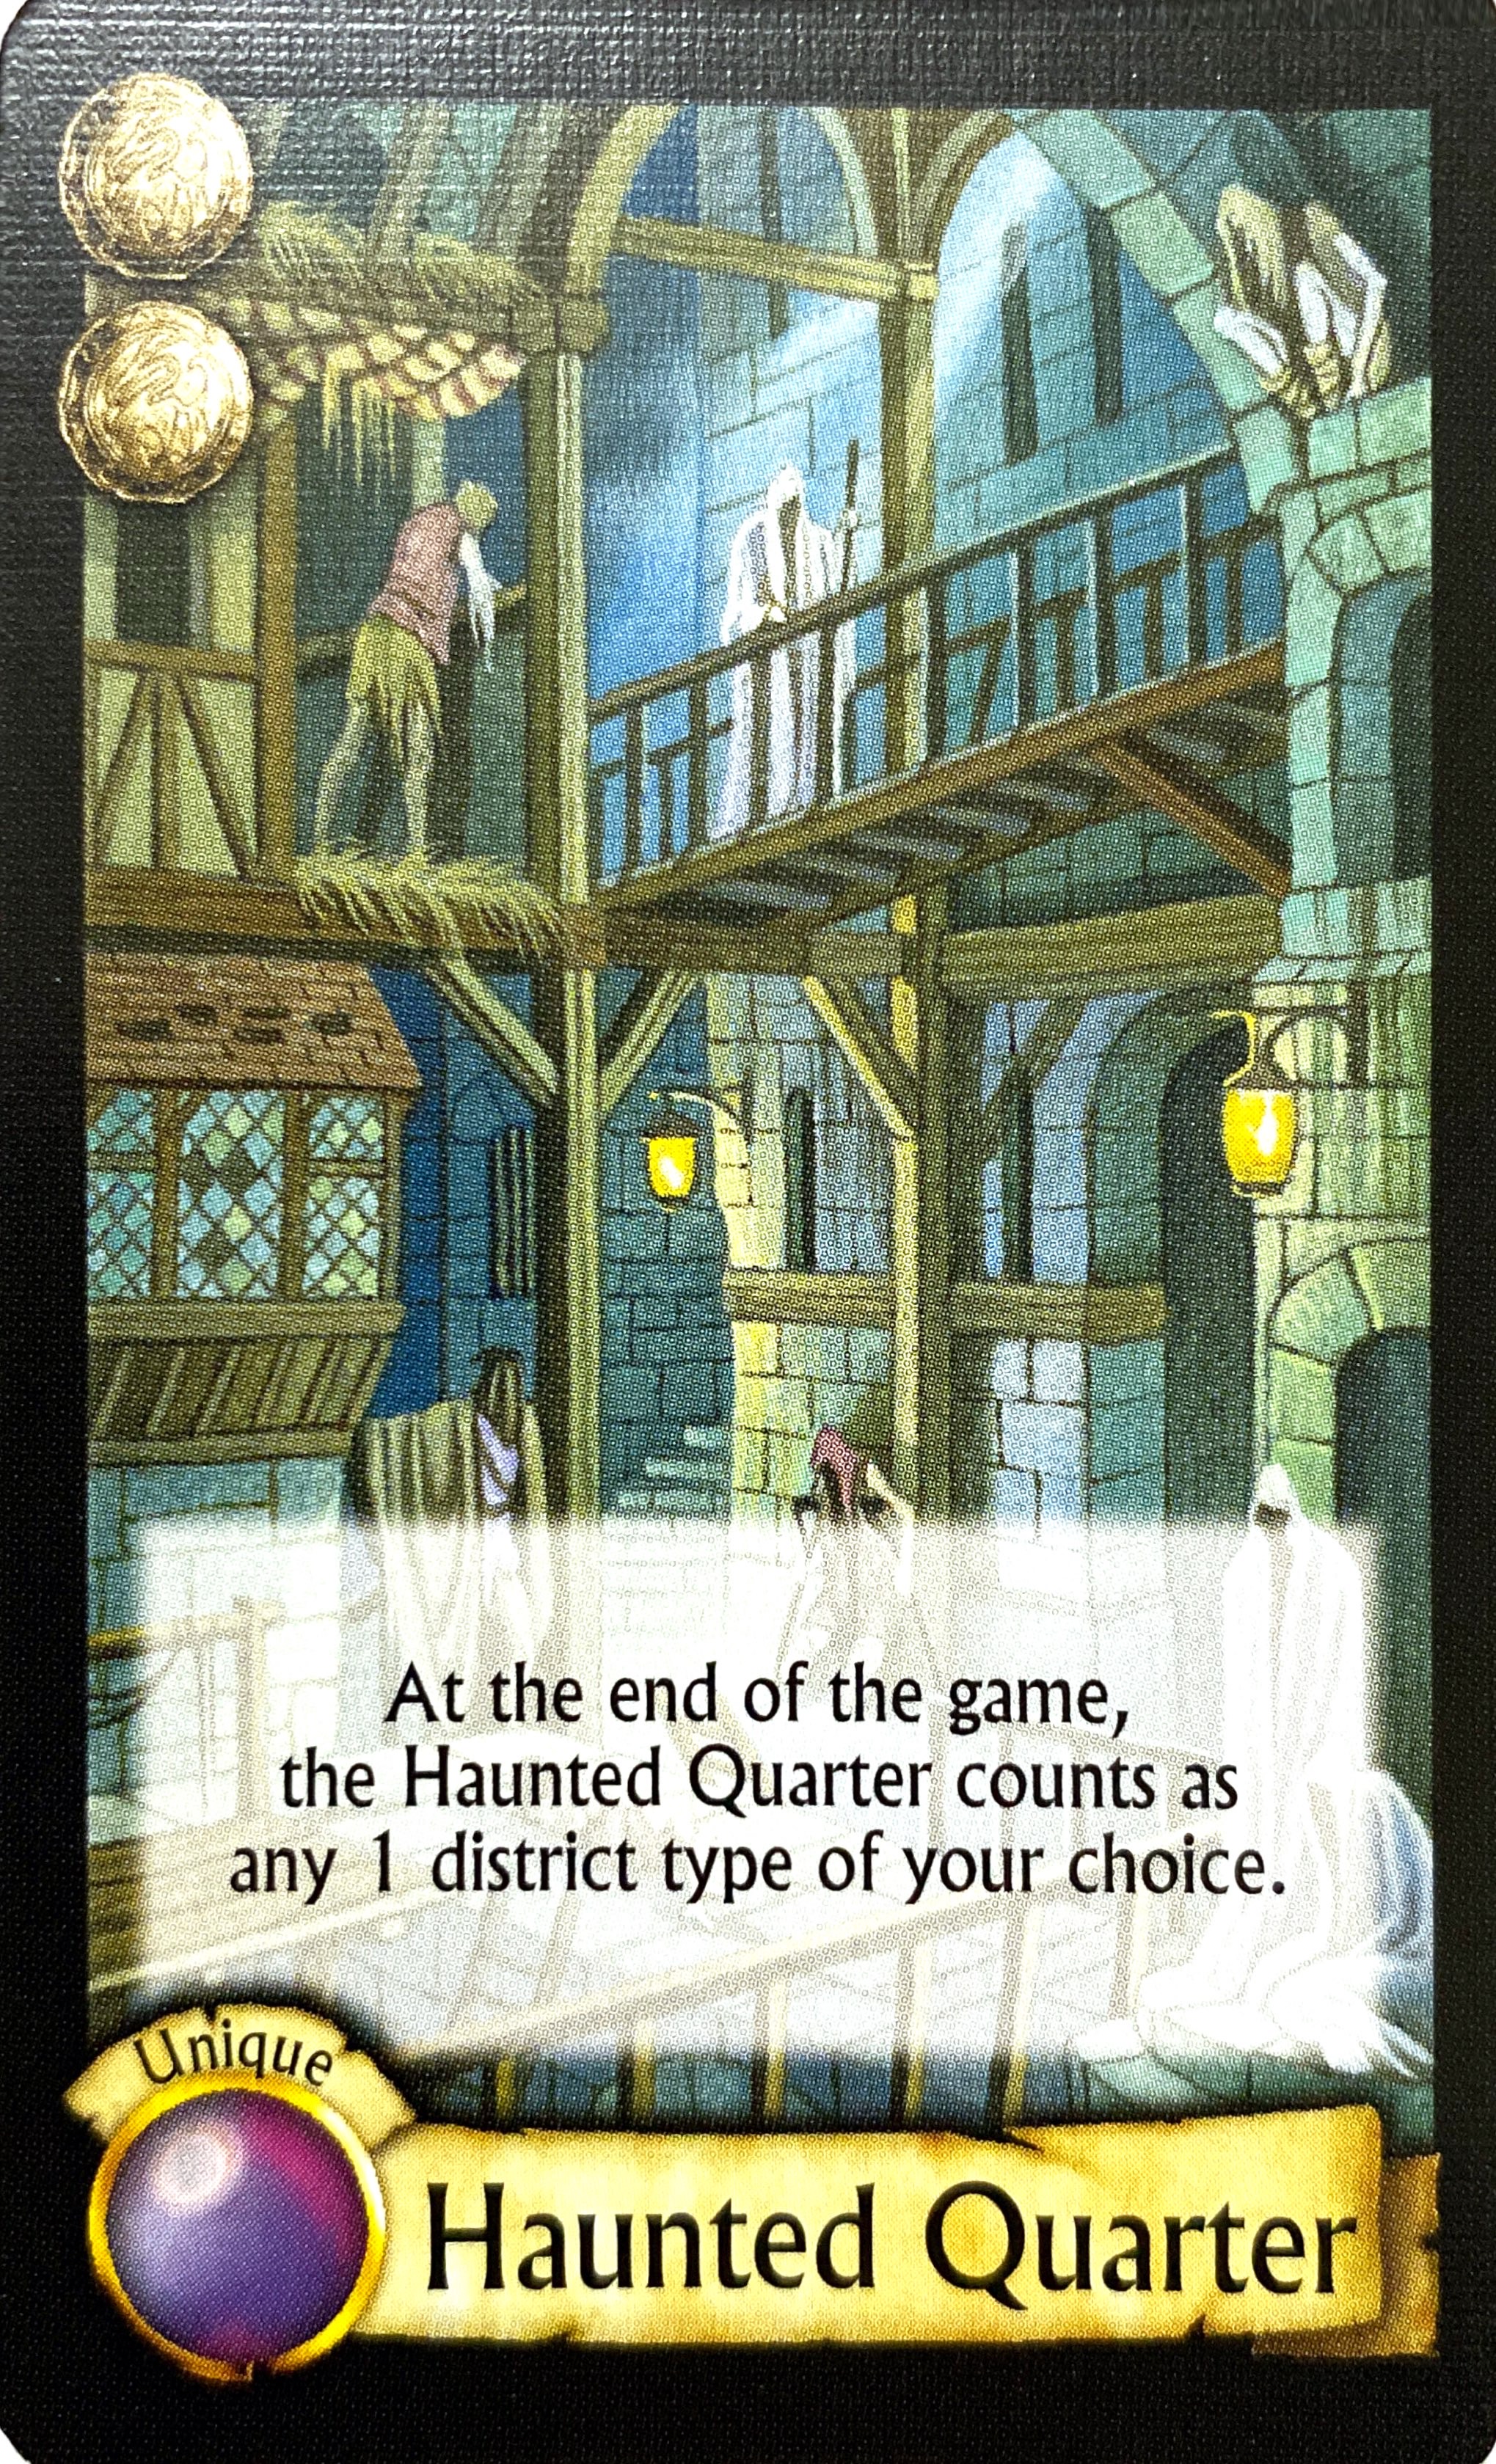 At the end of the game,
the Haunted Quarter counts as
any 1 district type of your choice.
Unique
Haunted Quarter